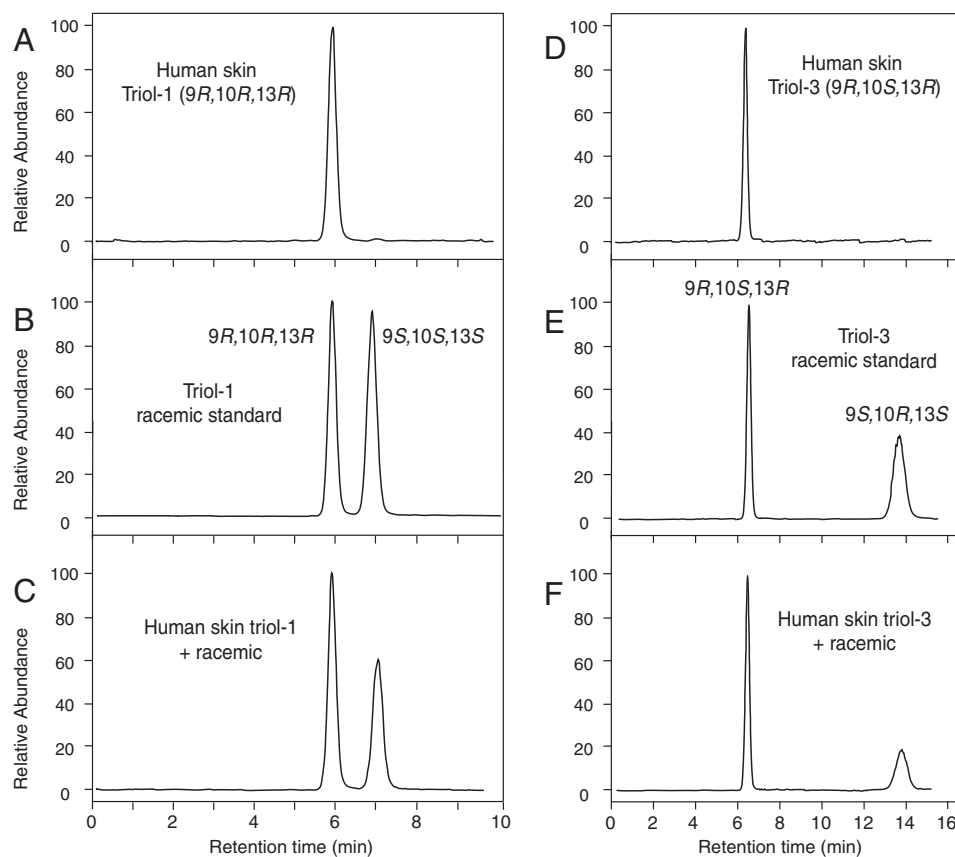 A
Relative Abundance
100
80
60
40
20
0
Human skin
Triol-1 (9R,10R,13R)
B
Relative Abundance
100
80
60
40
20
0
9R,10R,13R
9S,10S,13S
Triol-1
racemic standard
C
Relative Abundance
100
80
60
40
20
0
Human skin triol-1
+ racemic
0 2 4 6 8 10
Retention time (min)
D
100
80
60
40
20
0
Human skin
Triol-3 (9R,10S,13R)
E
100
80
60
40
20
0
9R,10S,13R
Triol-3
racemic standard
9S,10R,13S
F
100
80
60
40
20
0
Human skin triol-3
+ racemic
0 2 4 6 8 10 12 14 16
Retention time (min)